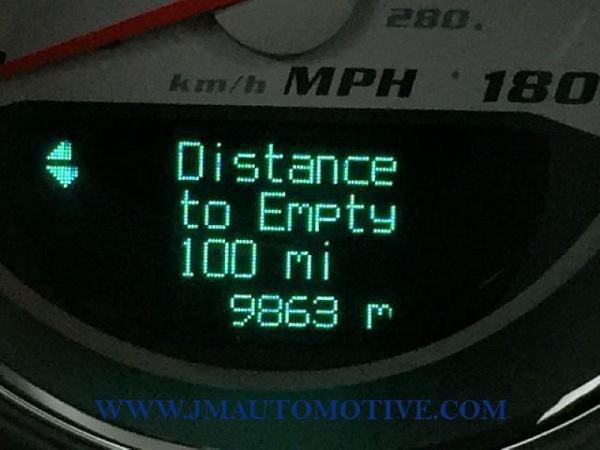 280.
km/h MPH 180
Distance
to Empty
100 mi
9863 m
WWW.JMAUTOMOTIVE.COM